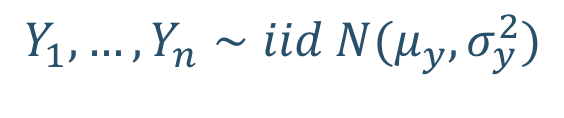 Y₁, … , Yₙ ~ iid N(μ_y, σ_y²)